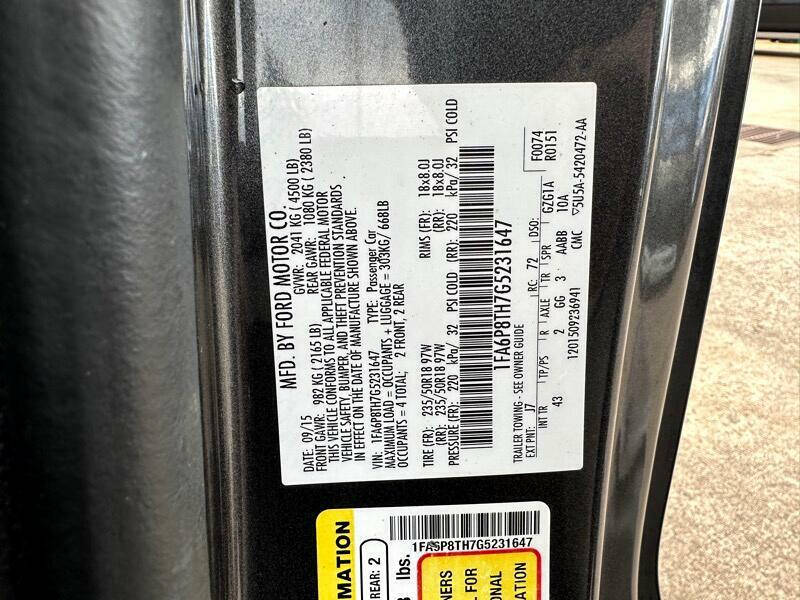 MFD. BY FORD MOTOR CO.
DATE: 09/15 GVWR: 2041 KG ( 4500 LB)
FRONT GAWR: 982 KG ( 2165 LB) REAR GAWR: 1080 KG ( 2380 LB)
THIS VEHICLE CONFORMS TO ALL APPLICABLE FEDERAL MOTOR
VEHICLE SAFETY, BUMPER, AND THEFT PREVENTION STANDARDS
IN EFFECT ON THE DATE OF MANUFACTURE SHOWN ABOVE.
VIN: 1FA6P8TH7G5231647 TYPE: Passenger Car
MAXIMUM LOAD = OCCUPANTS + LUGGAGE = 303KG/ 668LB
OCCUPANTS = 4 TOTAL; 2 FRONT, 2 REAR
TIRE (FR): 235/50R18 97W RIMS (FR): 18x8.0J
(RR): 235/50R18 97W (RR): 18x8.0J
PRESSURE (FR): 220 kPa/ 32 PSI COLD (RR): 220 kPa/ 32 PSI COLD
1FA6P8TH7G5231647
TRAILER TOWING - SEE OWNER GUIDE
EXT PNT: J7 RC: 72 DSO: F0074
R0151
INT TR TP/PS R AXLE TR SPR GZG1A
43 2 GG 3 AABB 10A
1201509236941 CMC ▽5U5A-5420472-AA
1FA6P8TH7G5231647
REAR: 2
lbs.